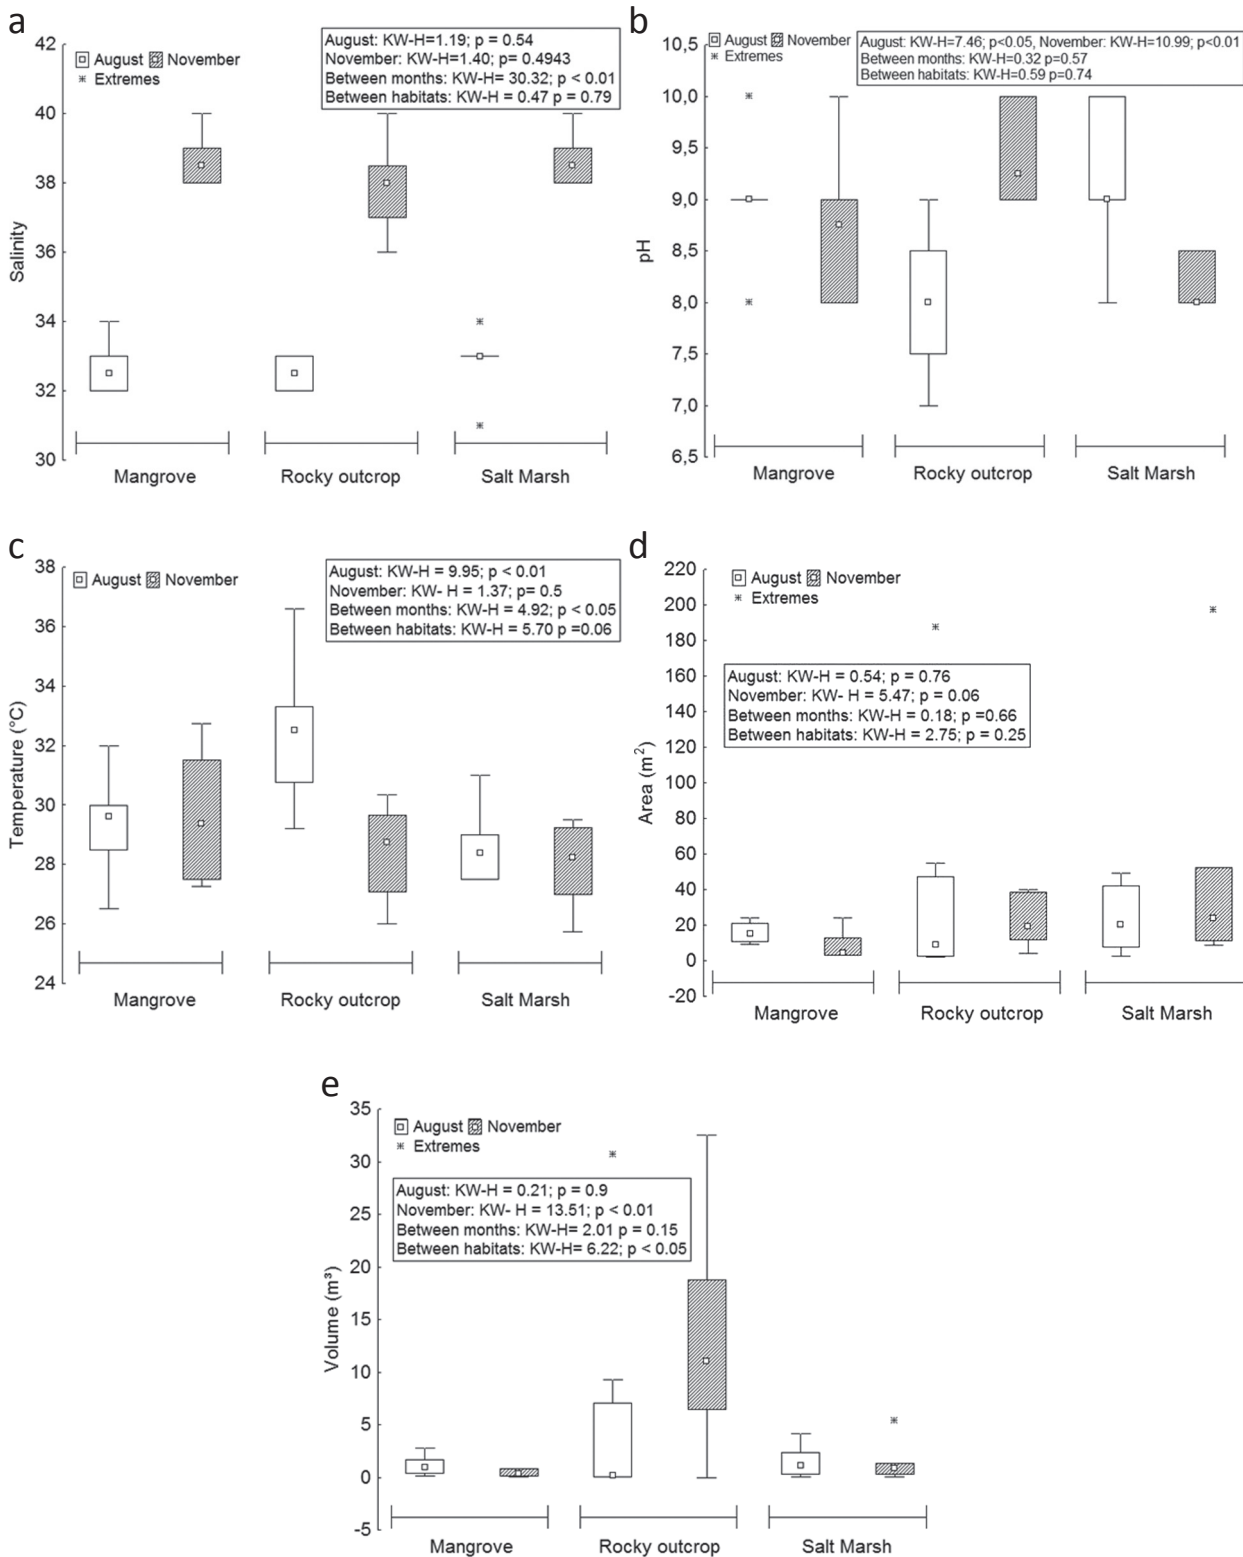 a
August November
Extremes
August: KW-H=1.19; p = 0.54
November: KW-H=1.40; p= 0.4943
Between months: KW-H= 30.32; p < 0.01
Between habitats: KW-H = 0.47 p = 0.79
42
40
38
36
34
32
30
Salinity
Mangrove Rocky outcrop Salt Marsh
b
August November
Extremes
August: KW-H=7.46; p<0.05, November: KW-H=10.99; p<0.01
Between months: KW-H=0.32 p=0.57
Between habitats: KW-H=0.59 p=0.74
10,5
10,0
9,5
9,0
8,5
8,0
7,5
7,0
6,5
pH
Mangrove Rocky outcrop Salt Marsh
c
August November
August: KW-H = 9.95; p < 0.01
November: KW- H = 1.37; p= 0.5
Between months: KW-H = 4.92; p < 0.05
Between habitats: KW-H = 5.70 p =0.06
38
36
34
32
30
28
26
24
Temperature (°C)
Mangrove Rocky outcrop Salt Marsh
d
August November
Extremes
August: KW-H = 0.54; p = 0.76
November: KW- H = 5.47; p = 0.06
Between months: KW-H = 0.18; p =0.66
Between habitats: KW-H = 2.75; p = 0.25
220
200
180
160
140
120
100
80
60
40
20
0
-20
Area (m²)
Mangrove Rocky outcrop Salt Marsh
e
August November
Extremes
August: KW-H = 0.21; p = 0.9
November: KW- H = 13.51; p < 0.01
Between months: KW-H= 2.01 p = 0.15
Between habitats: KW-H= 6.22; p < 0.05
35
30
25
20
15
10
5
0
-5
Volume (m³)
Mangrove Rocky outcrop Salt Marsh